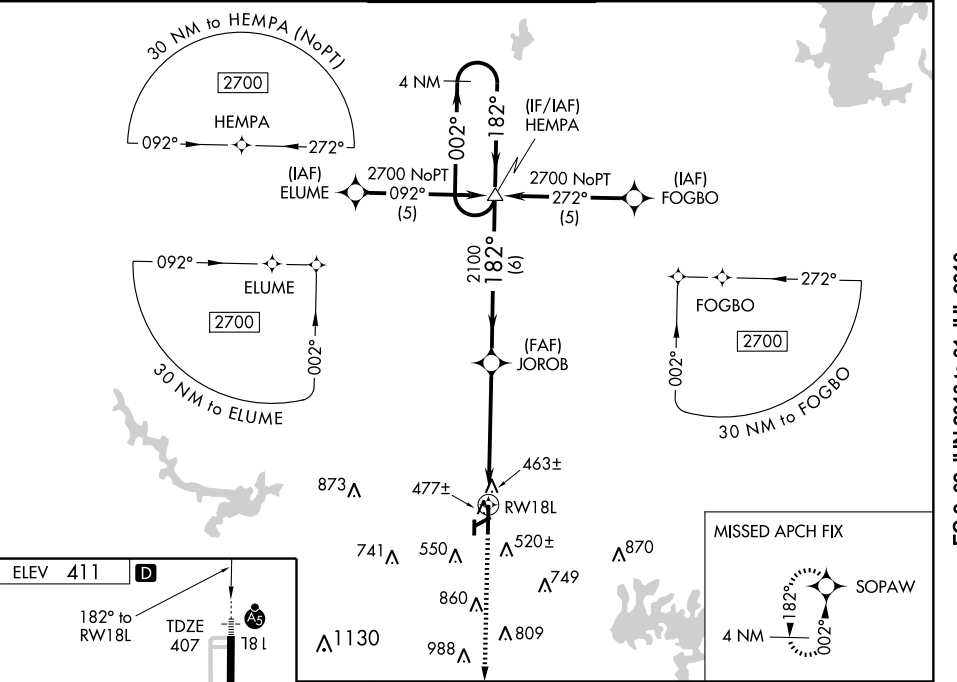 30 NM to HEMPA (NoPT)
2700
HEMPA
092°
272°
4 NM
002°
182°
(IF/IAF)
HEMPA
(IAF)
ELUME
2700 NoPT
092°
(5)
2700 NoPT
272°
(5)
(IAF)
FOGBO
2100
182°
(6)
092°
ELUME
2700
002°
30 NM to ELUME
272°
FOGBO
2700
002°
30 NM to FOGBO
(FAF)
JOROB
873
477±
463±
RW18L
741
550
520±
870
749
860
809
988
1130
ELEV 411
D
182° to
RW18L
TDZE
407
A5
18 L
MISSED APCH FIX
SOPAW
182°
002°
4 NM